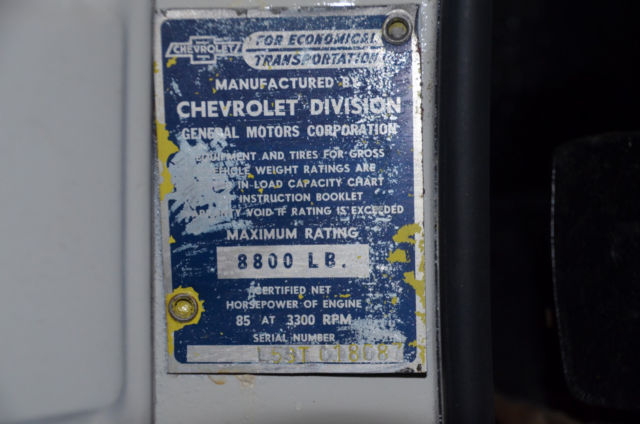 CHEVROLET
FOR ECONOMICAL
TRANSPORTATION
MANUFACTURED BY
CHEVROLET DIVISION
GENERAL MOTORS CORPORATION
EQUIPMENT AND TIRES FOR GROSS
VEHICLE WEIGHT RATINGS ARE
IN LOAD CAPACITY CHART
INSTRUCTION BOOKLET
VOID IF RATING IS EXCEEDED
MAXIMUM RATING
8800 LB.
CERTIFIED NET
HORSEPOWER OF ENGINE
85 AT 3300 RPM
SERIAL NUMBER